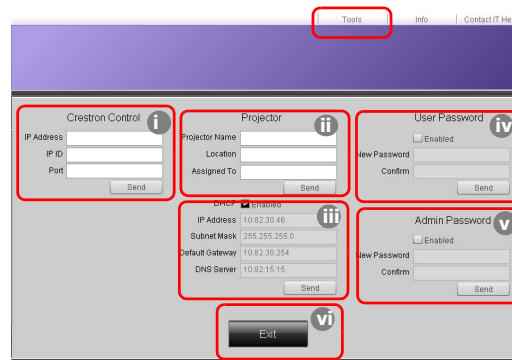 Tools Info Contact IT He
Crestron Control i
IP Address
IP ID
Port
Send
Projector ii
Projector Name
Location
Assigned To
Send
DHCP Enabled iii
IP Address 10.82.30.46
Subnet Mask 255.255.255.0
Default Gateway 10.82.30.254
DNS Server 10.82.15.15
Send
User Password iv
Enabled
New Password
Confirm
Send
Admin Password v
Enabled
New Password
Confirm
Send
Exit vi